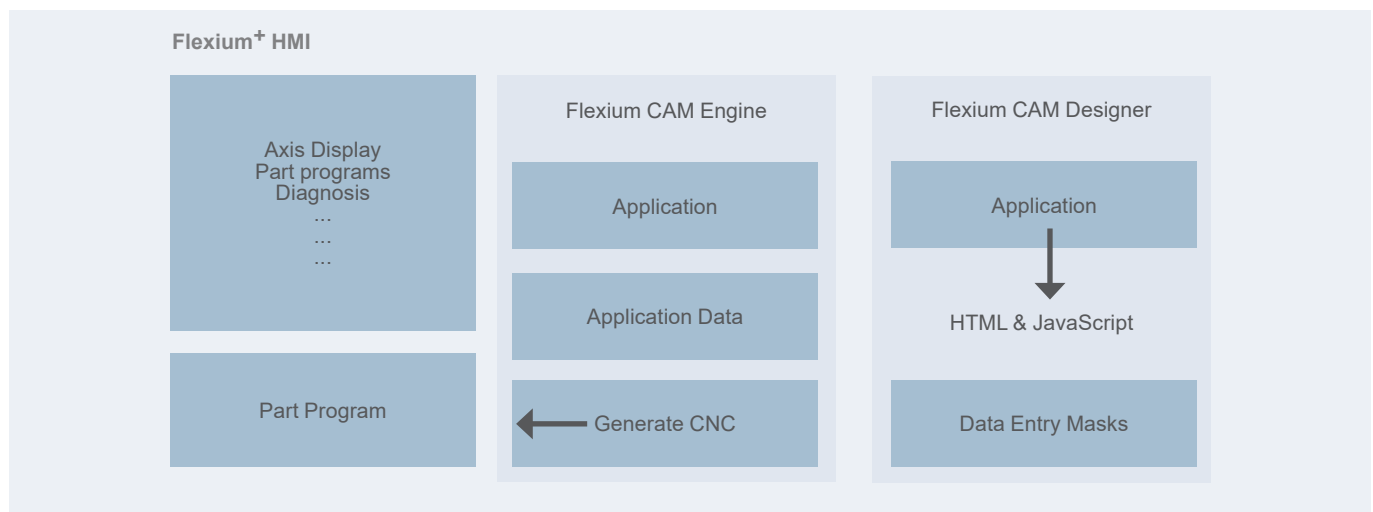 Flexium+ HMI
Axis Display
Part programs
Diagnosis
...
...
...
Part Program
Flexium CAM Engine
Application
Application Data
Generate CNC
Flexium CAM Designer
Application
HTML & JavaScript
Data Entry Masks